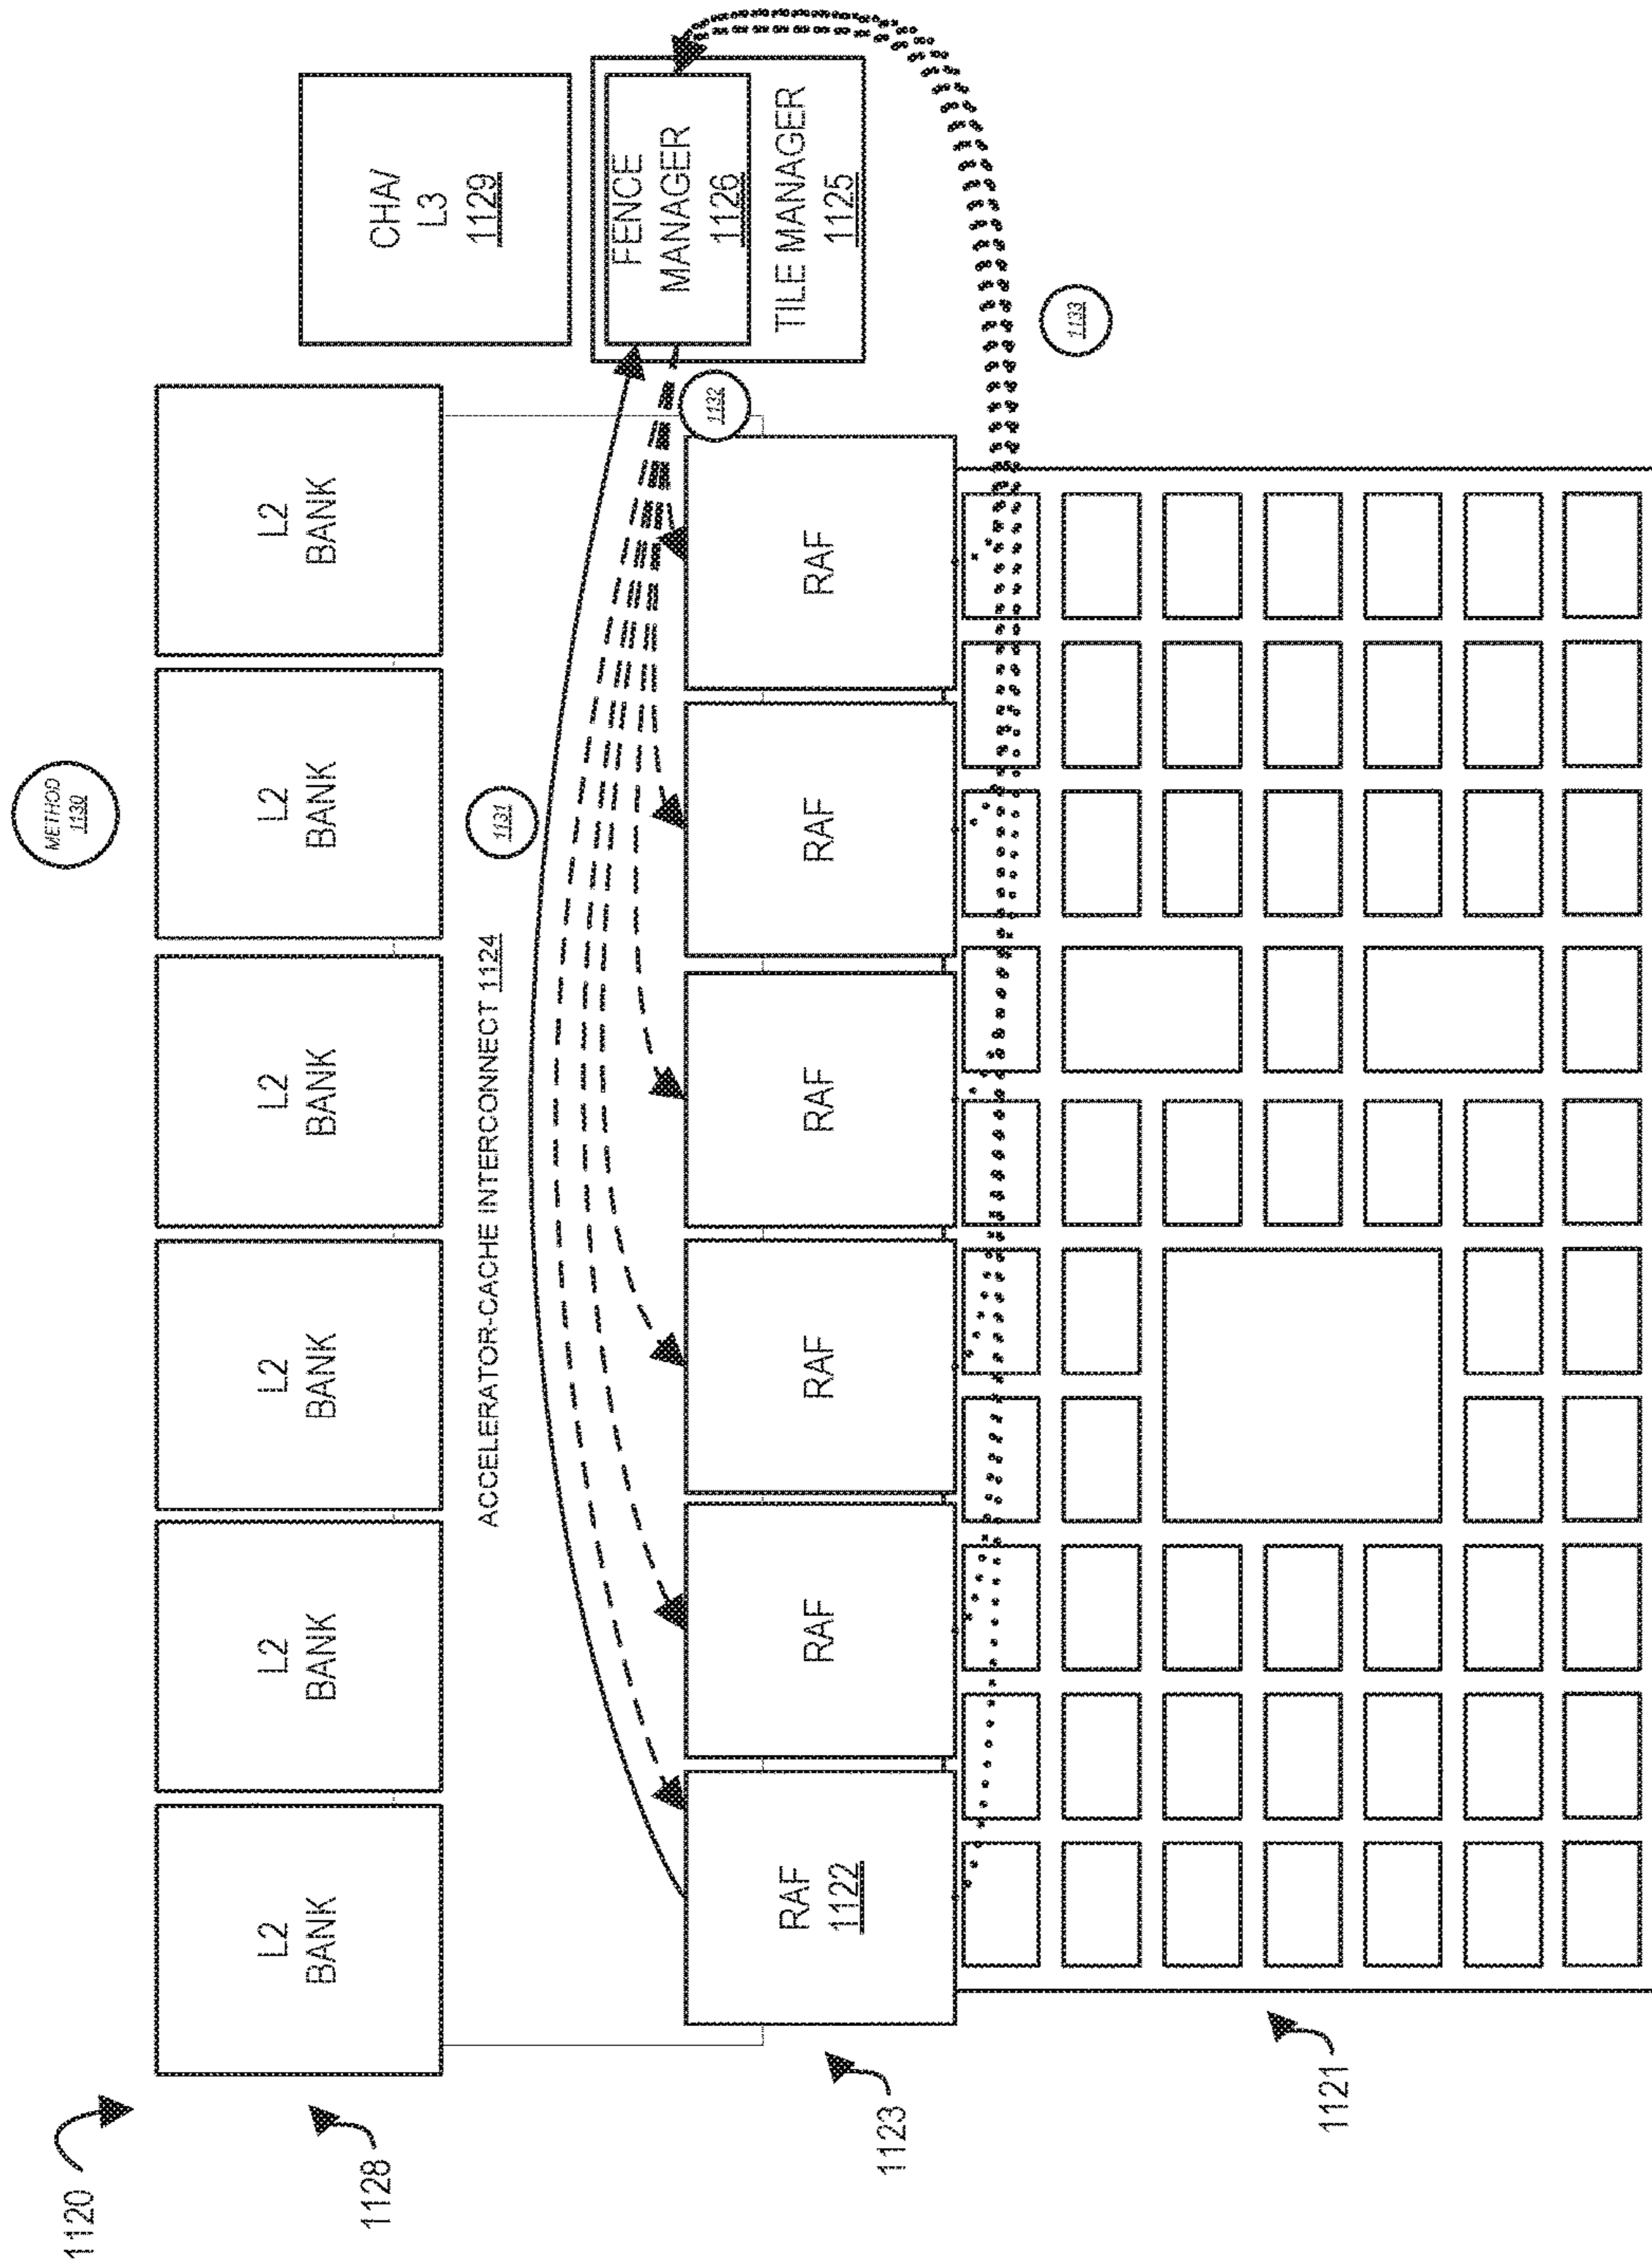 1120
METHOD
1130
L2
BANK
L2
BANK
L2
BANK
L2
BANK
L2
BANK
L2
BANK
1128
CHA/
L3
1129
ACCELERATOR-CACHE INTERCONNECT 1124
1131
FENCE
MANAGER
1126
1132
TILE MANAGER
1125
RAF
1122
RAF
RAF
RAF
RAF
RAF
1123
1133
1121